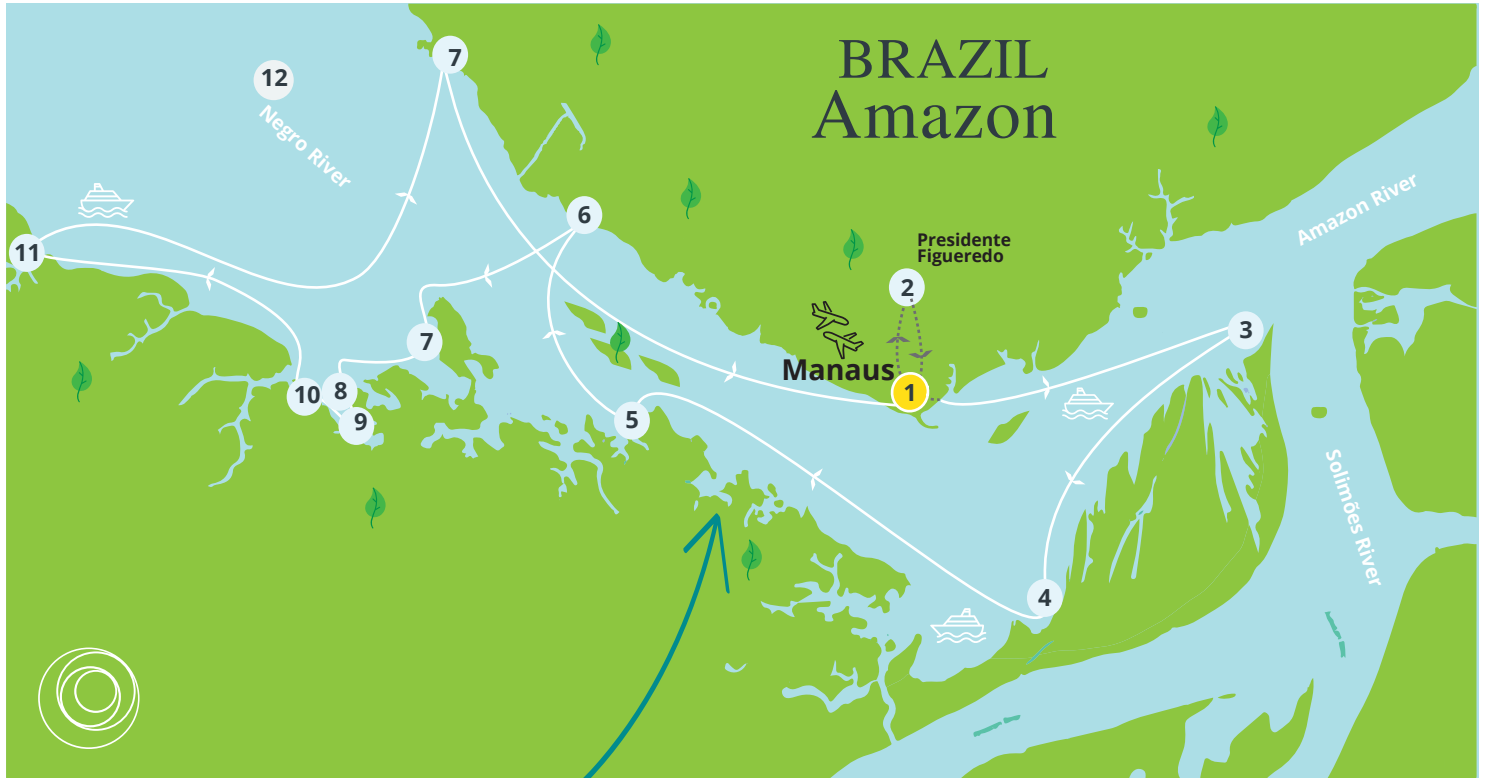 BRAZIL
Amazon
7
12
Negro River
Amazon River
6
11
Presidente
Figueredo
2
3
7
Manaus
1
8
10
9
5
Solimões River
4